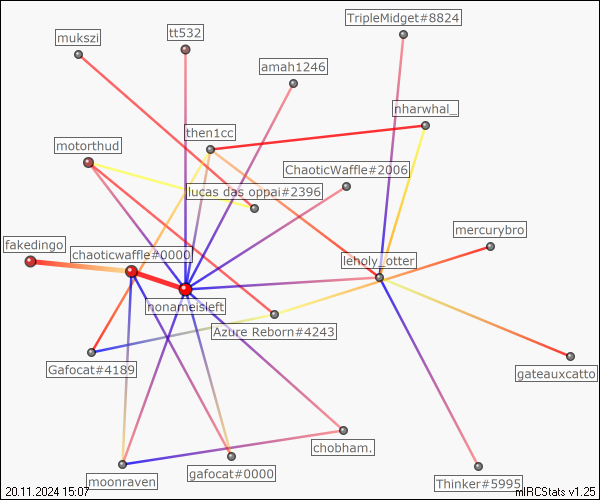 TripleMidget#8824
tt532
mukszi
amah1246
nharwhal_
then1cc
motorthud
ChaoticWaffle#2006
lucas das oppai#2396
mercurybro
fakedingo
chaoticwaffle#0000
leholy_otter
nonameisleft
Azure Reborn#4243
Gafocat#4189
gateauxcatto
chobham.
gafocat#0000
moonraven
Thinker#5995
20.11.2024 15:07
mIRCStats v1.25